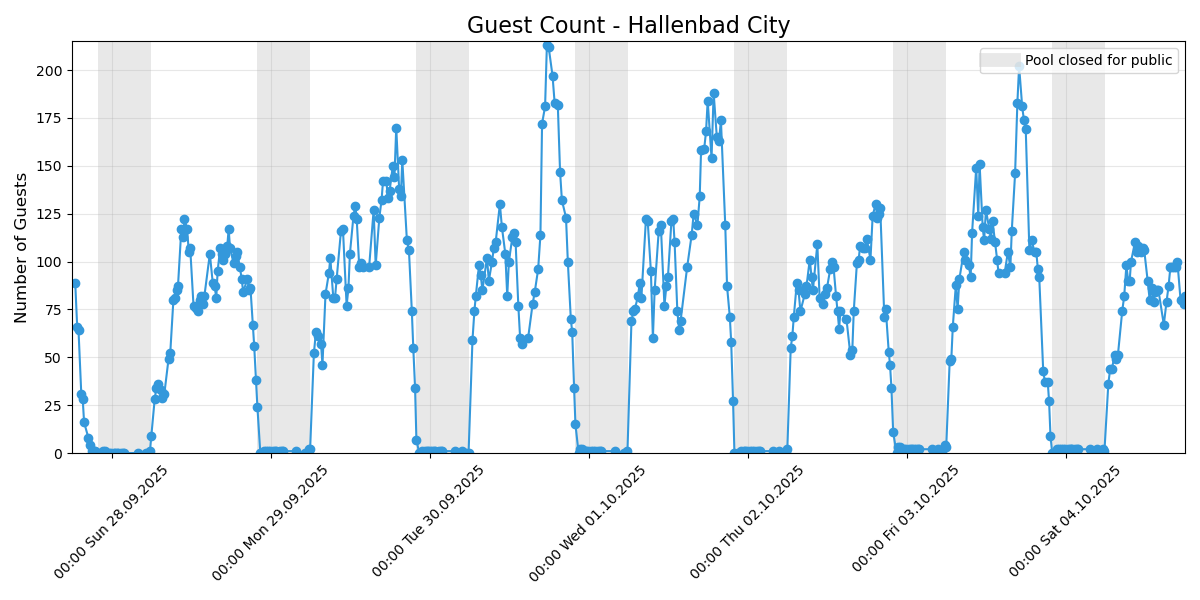 Guest Count - Hallenbad City
Pool closed for public
Number of Guests
200
175
150
125
100
75
50
25
0
00:00 Sun 28.09.2025
00:00 Mon 29.09.2025
00:00 Tue 30.09.2025
00:00 Wed 01.10.2025
00:00 Thu 02.10.2025
00:00 Fri 03.10.2025
00:00 Sat 04.10.2025